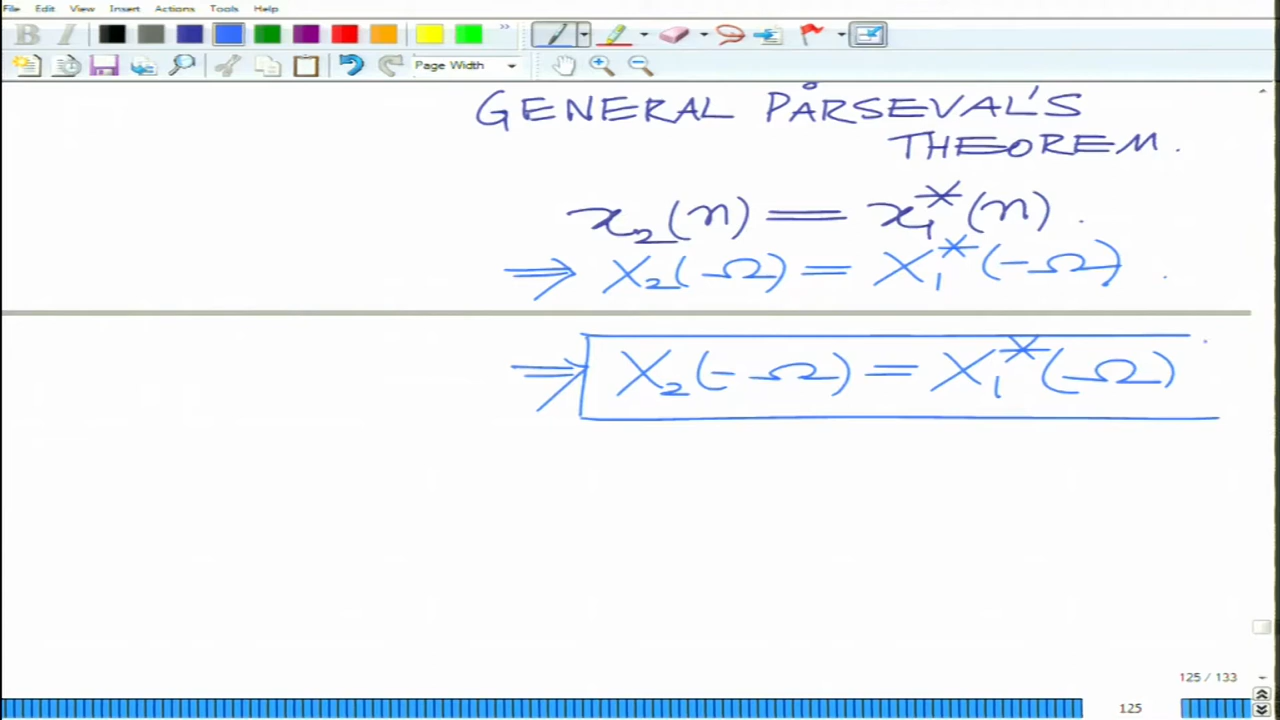 File Edit View Insert Actions Tools Help
B I »
Page Width
GENERAL PARSEVAL'S
THEOREM.
x₂(n) = x₁*(n).
⇒ X₂(Ω) = X₁*(-Ω).
⇒ X₂(-Ω) = X₁*(Ω)
125 / 133
125